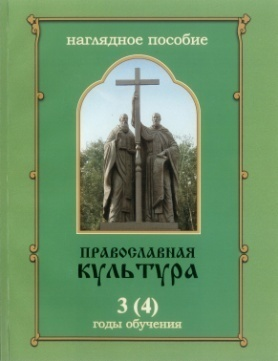 наглядное пособие
ПРАВОСЛАВНАЯ
КУЛЬТУРА
3 (4)
годы обучения